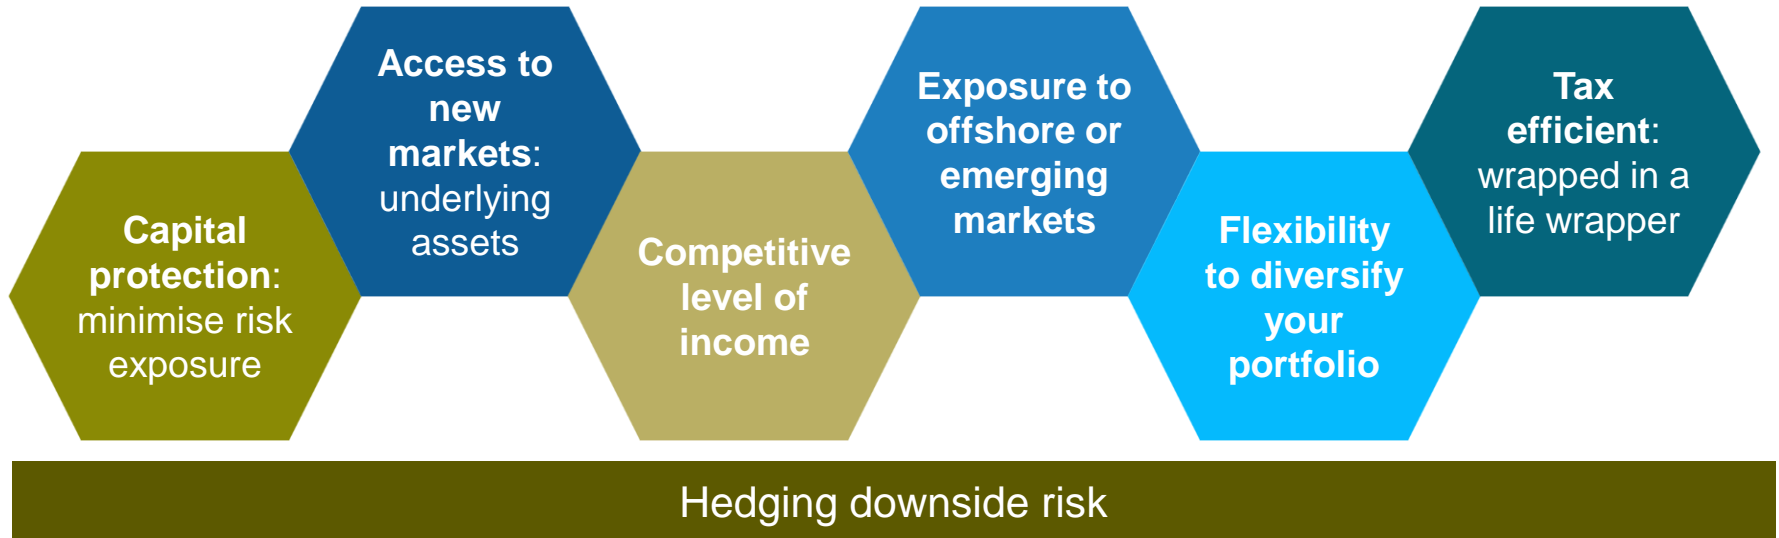 Capital
protection:
minimise risk
exposure
Access to
new
markets:
underlying
assets
Competitive
level of
income
Exposure to
offshore or
emerging
markets
Flexibility
to diversify
your
portfolio
Tax
efficient:
wrapped in a
life wrapper
Hedging downside risk